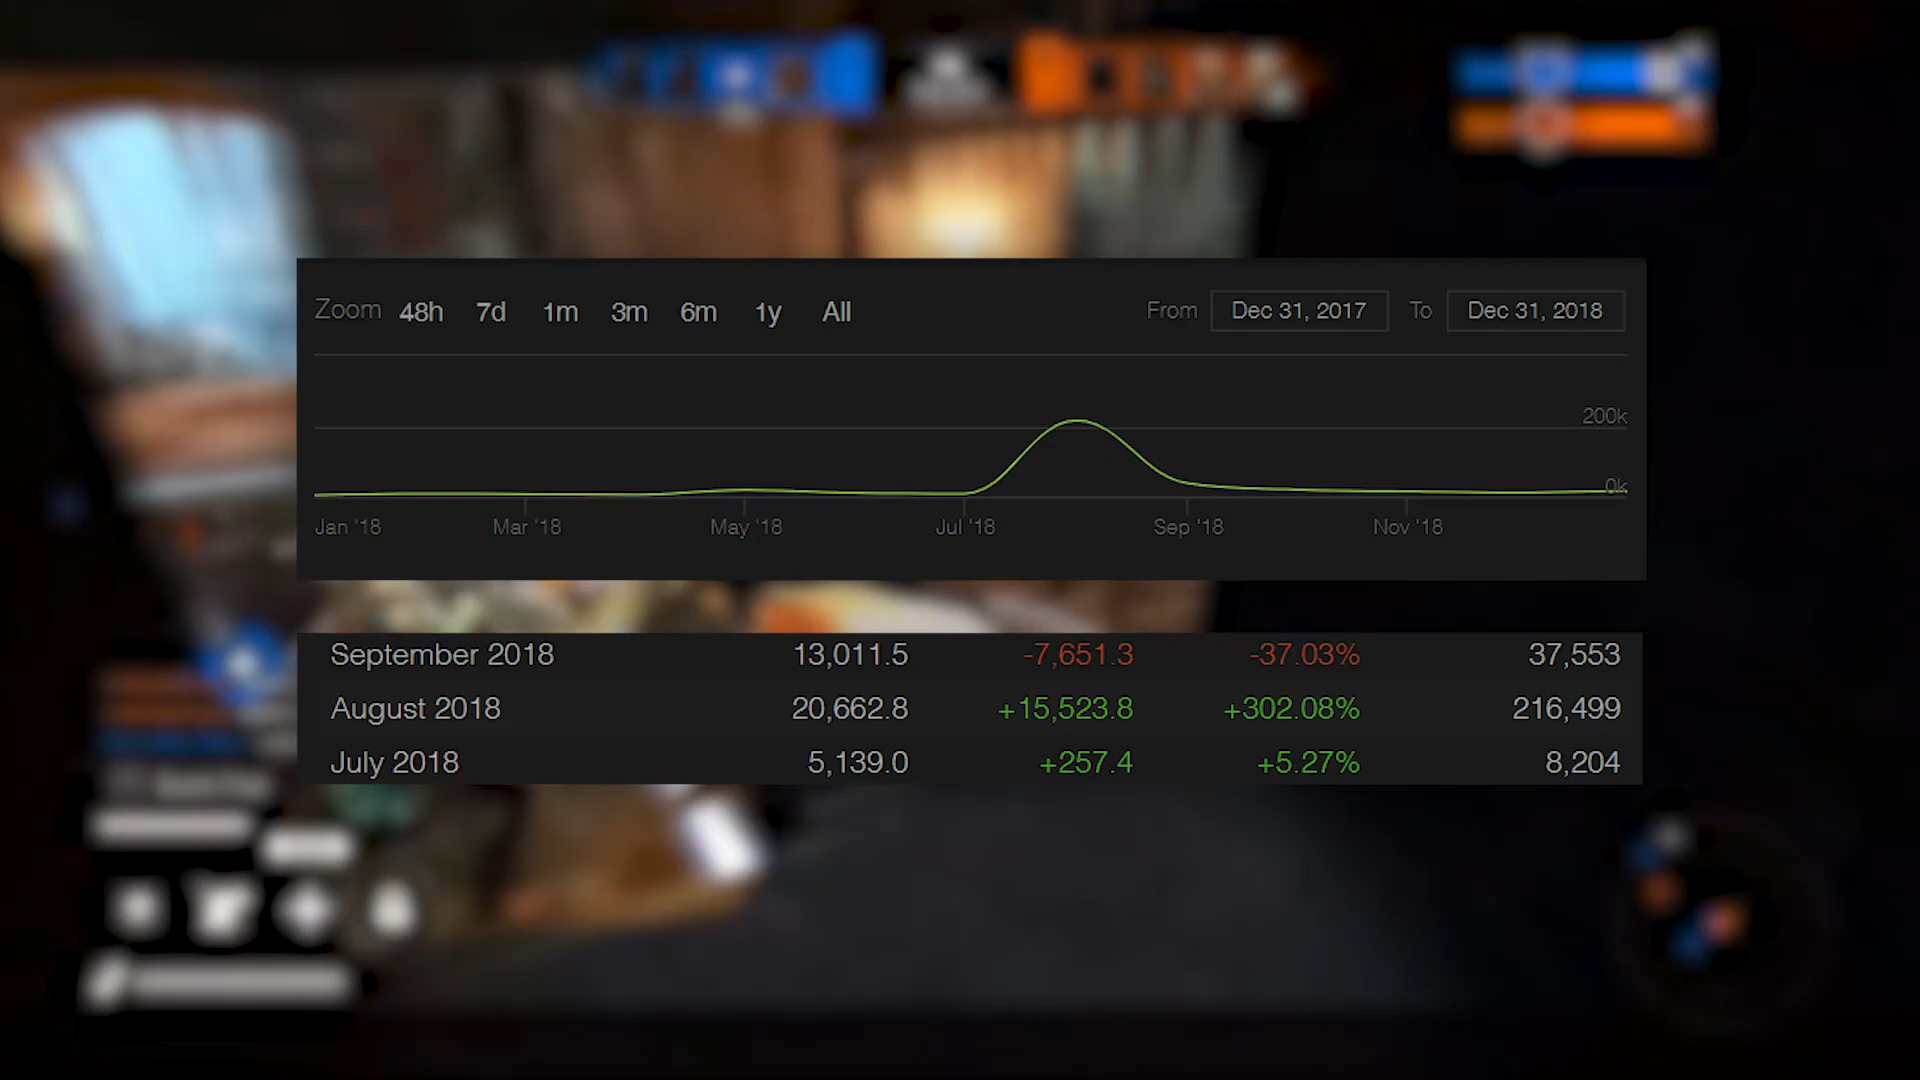 Zoom 48h 7d 1m 3m 6m 1y All From Dec 31, 2017 To Dec 31, 2018
200k
0k
Jan '18 Mar '18 May '18 Jul '18 Sep '18 Nov '18
September 2018 13,011.5 -7,651.3 -37.03% 37,553
August 2018 20,662.8 +15,523.8 +302.08% 216,499
July 2018 5,139.0 +257.4 +5.27% 8,204